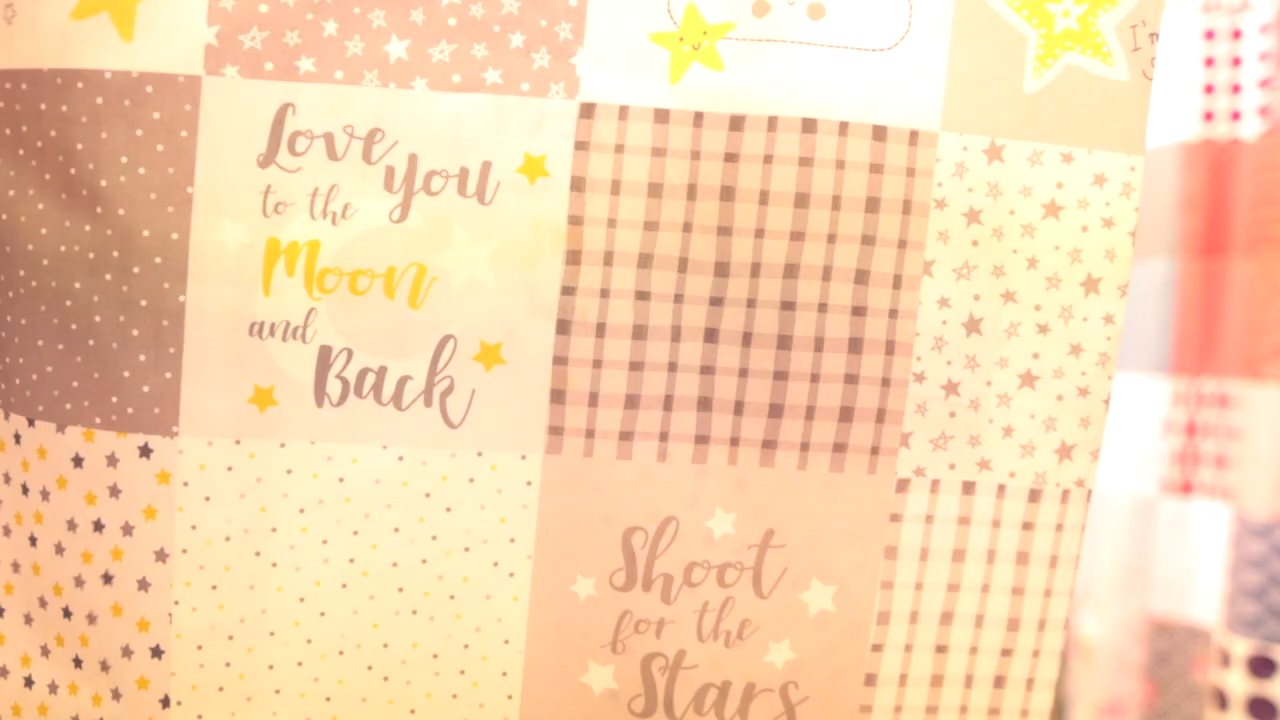 I'm
Love
you
to the
Moon
and
Back
Shoot
for the
Stars